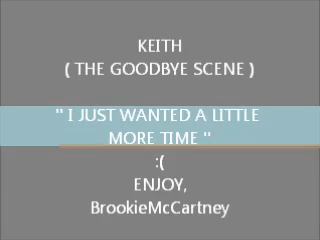 KEITH
( THE GOODBYE SCENE )
" I JUST WANTED A LITTLE
MORE TIME "
:(
ENJOY,
BrookieMcCartney